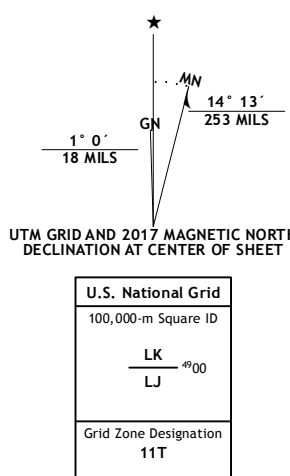 MN
14° 13´
253 MILS
GN
1° 0´
18 MILS
UTM GRID AND 2017 MAGNETIC NORTH
DECLINATION AT CENTER OF SHEET
U.S. National Grid
100,000-m Square ID
LK
4900
LJ
Grid Zone Designation
11T